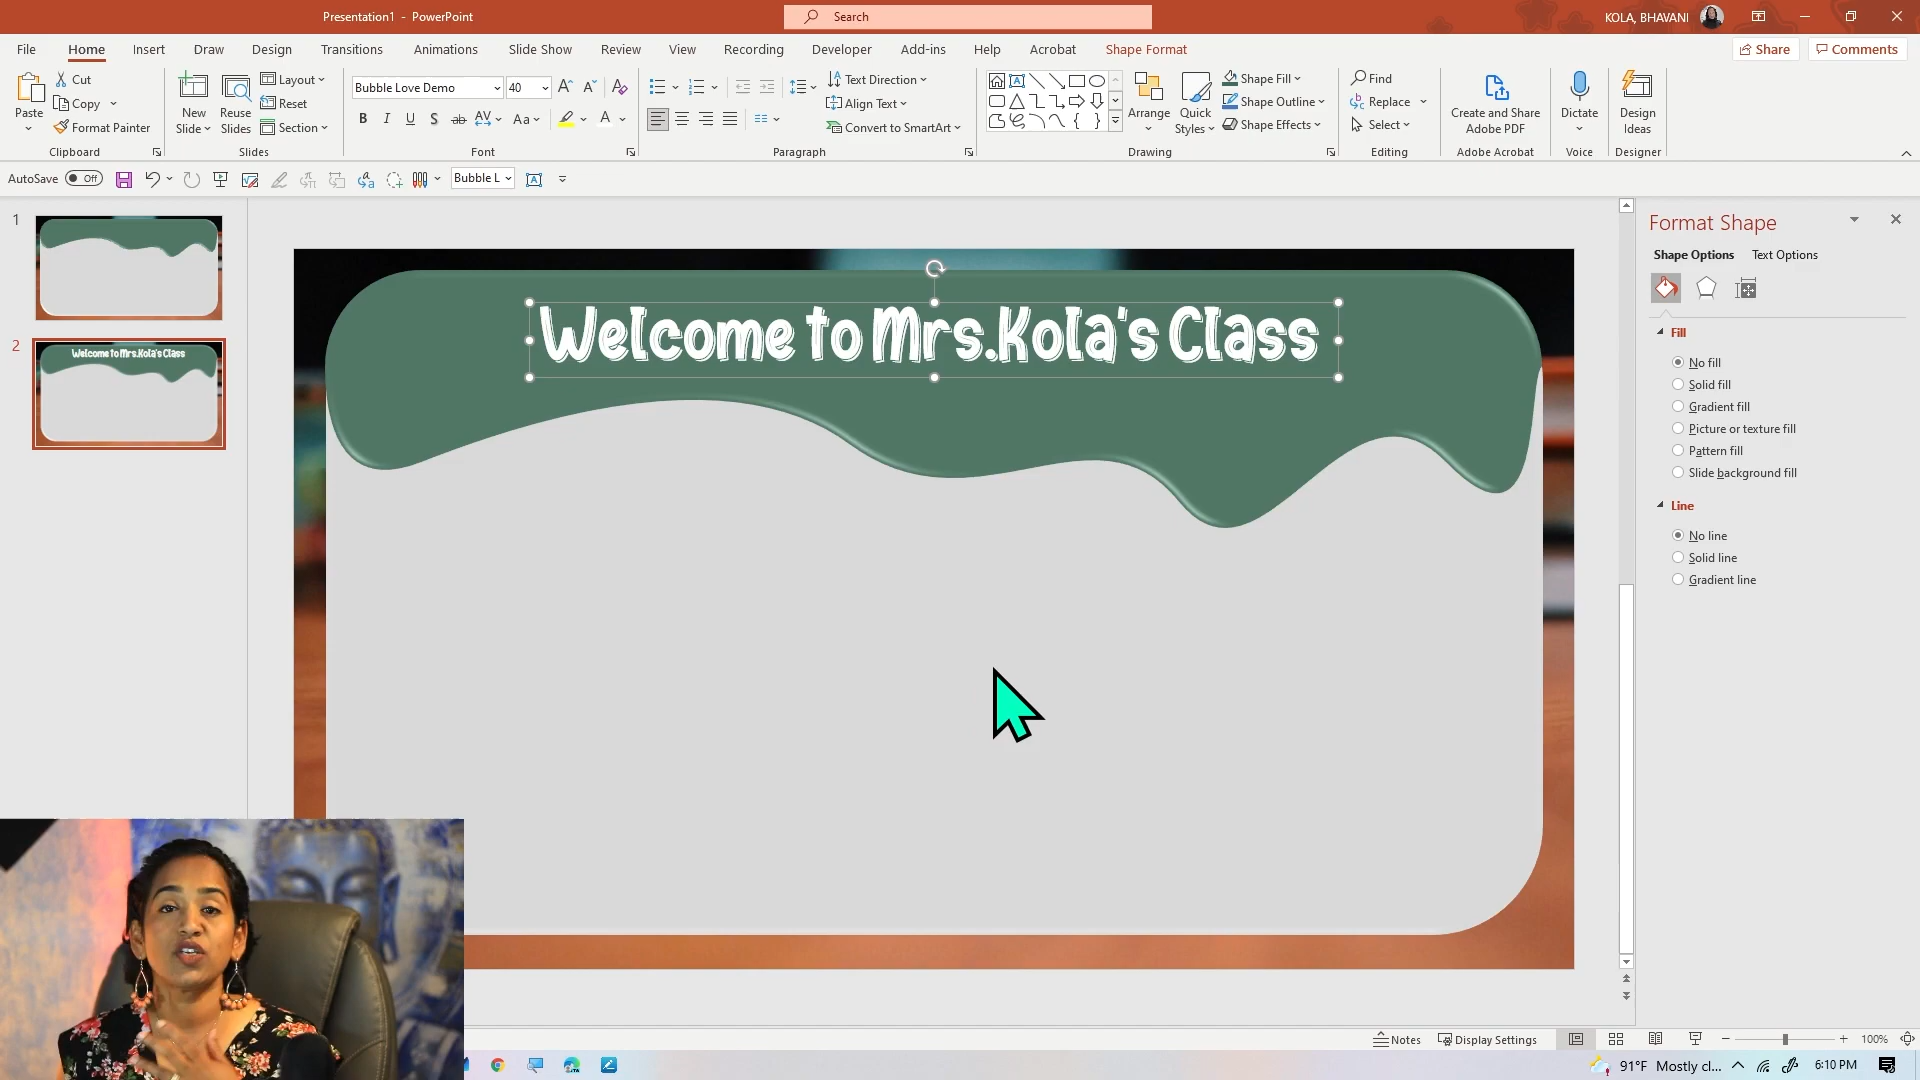 Presentation1 - PowerPoint
Search
KOLA, BHAVANI
File Home Insert Draw Design Transitions Animations Slide Show Review View Recording Developer Add-ins Help Acrobat Shape Format
Share Comments
Paste
Cut
Copy
Format Painter
Clipboard
New Slide
Reuse Slides
Layout
Reset
Section
Slides
Bubble Love Demo 40
B I U S ab AV Aa A
Font
Text Direction
Align Text
Convert to SmartArt
Paragraph
Arrange
Quick Styles
Shape Fill
Shape Outline
Shape Effects
Drawing
Find
Replace
Select
Editing
Create and Share Adobe PDF
Adobe Acrobat
Dictate
Voice
Design Ideas
Designer
AutoSave Off
Bubble L
1
2
Welcome to Mrs.Kola's Class
Welcome to Mrs.Kola's Class
Format Shape
Shape Options Text Options
Fill
No fill
Solid fill
Gradient fill
Picture or texture fill
Pattern fill
Slide background fill
Line
No line
Solid line
Gradient line
Notes Display Settings 100%
91°F Mostly cl... 6:10 PM